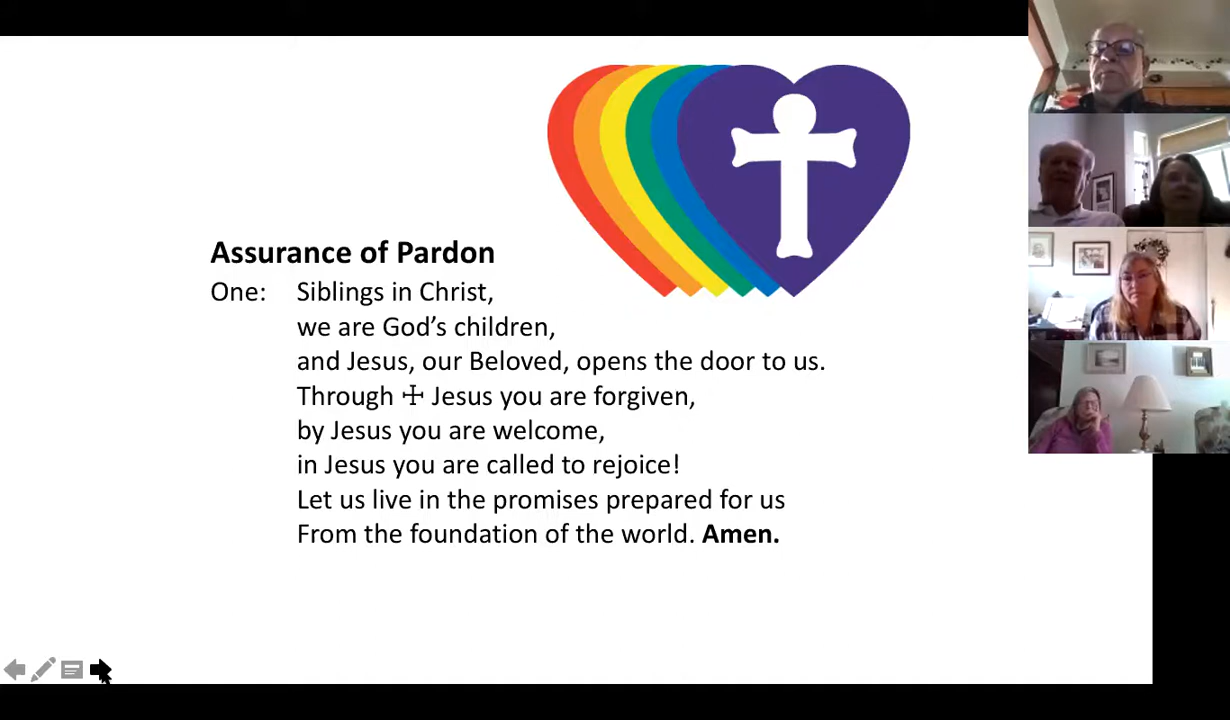 Assurance of Pardon
One: Siblings in Christ,
we are God’s children,
and Jesus, our Beloved, opens the door to us.
Through ☩ Jesus you are forgiven,
by Jesus you are welcome,
in Jesus you are called to rejoice!
Let us live in the promises prepared for us
From the foundation of the world. Amen.